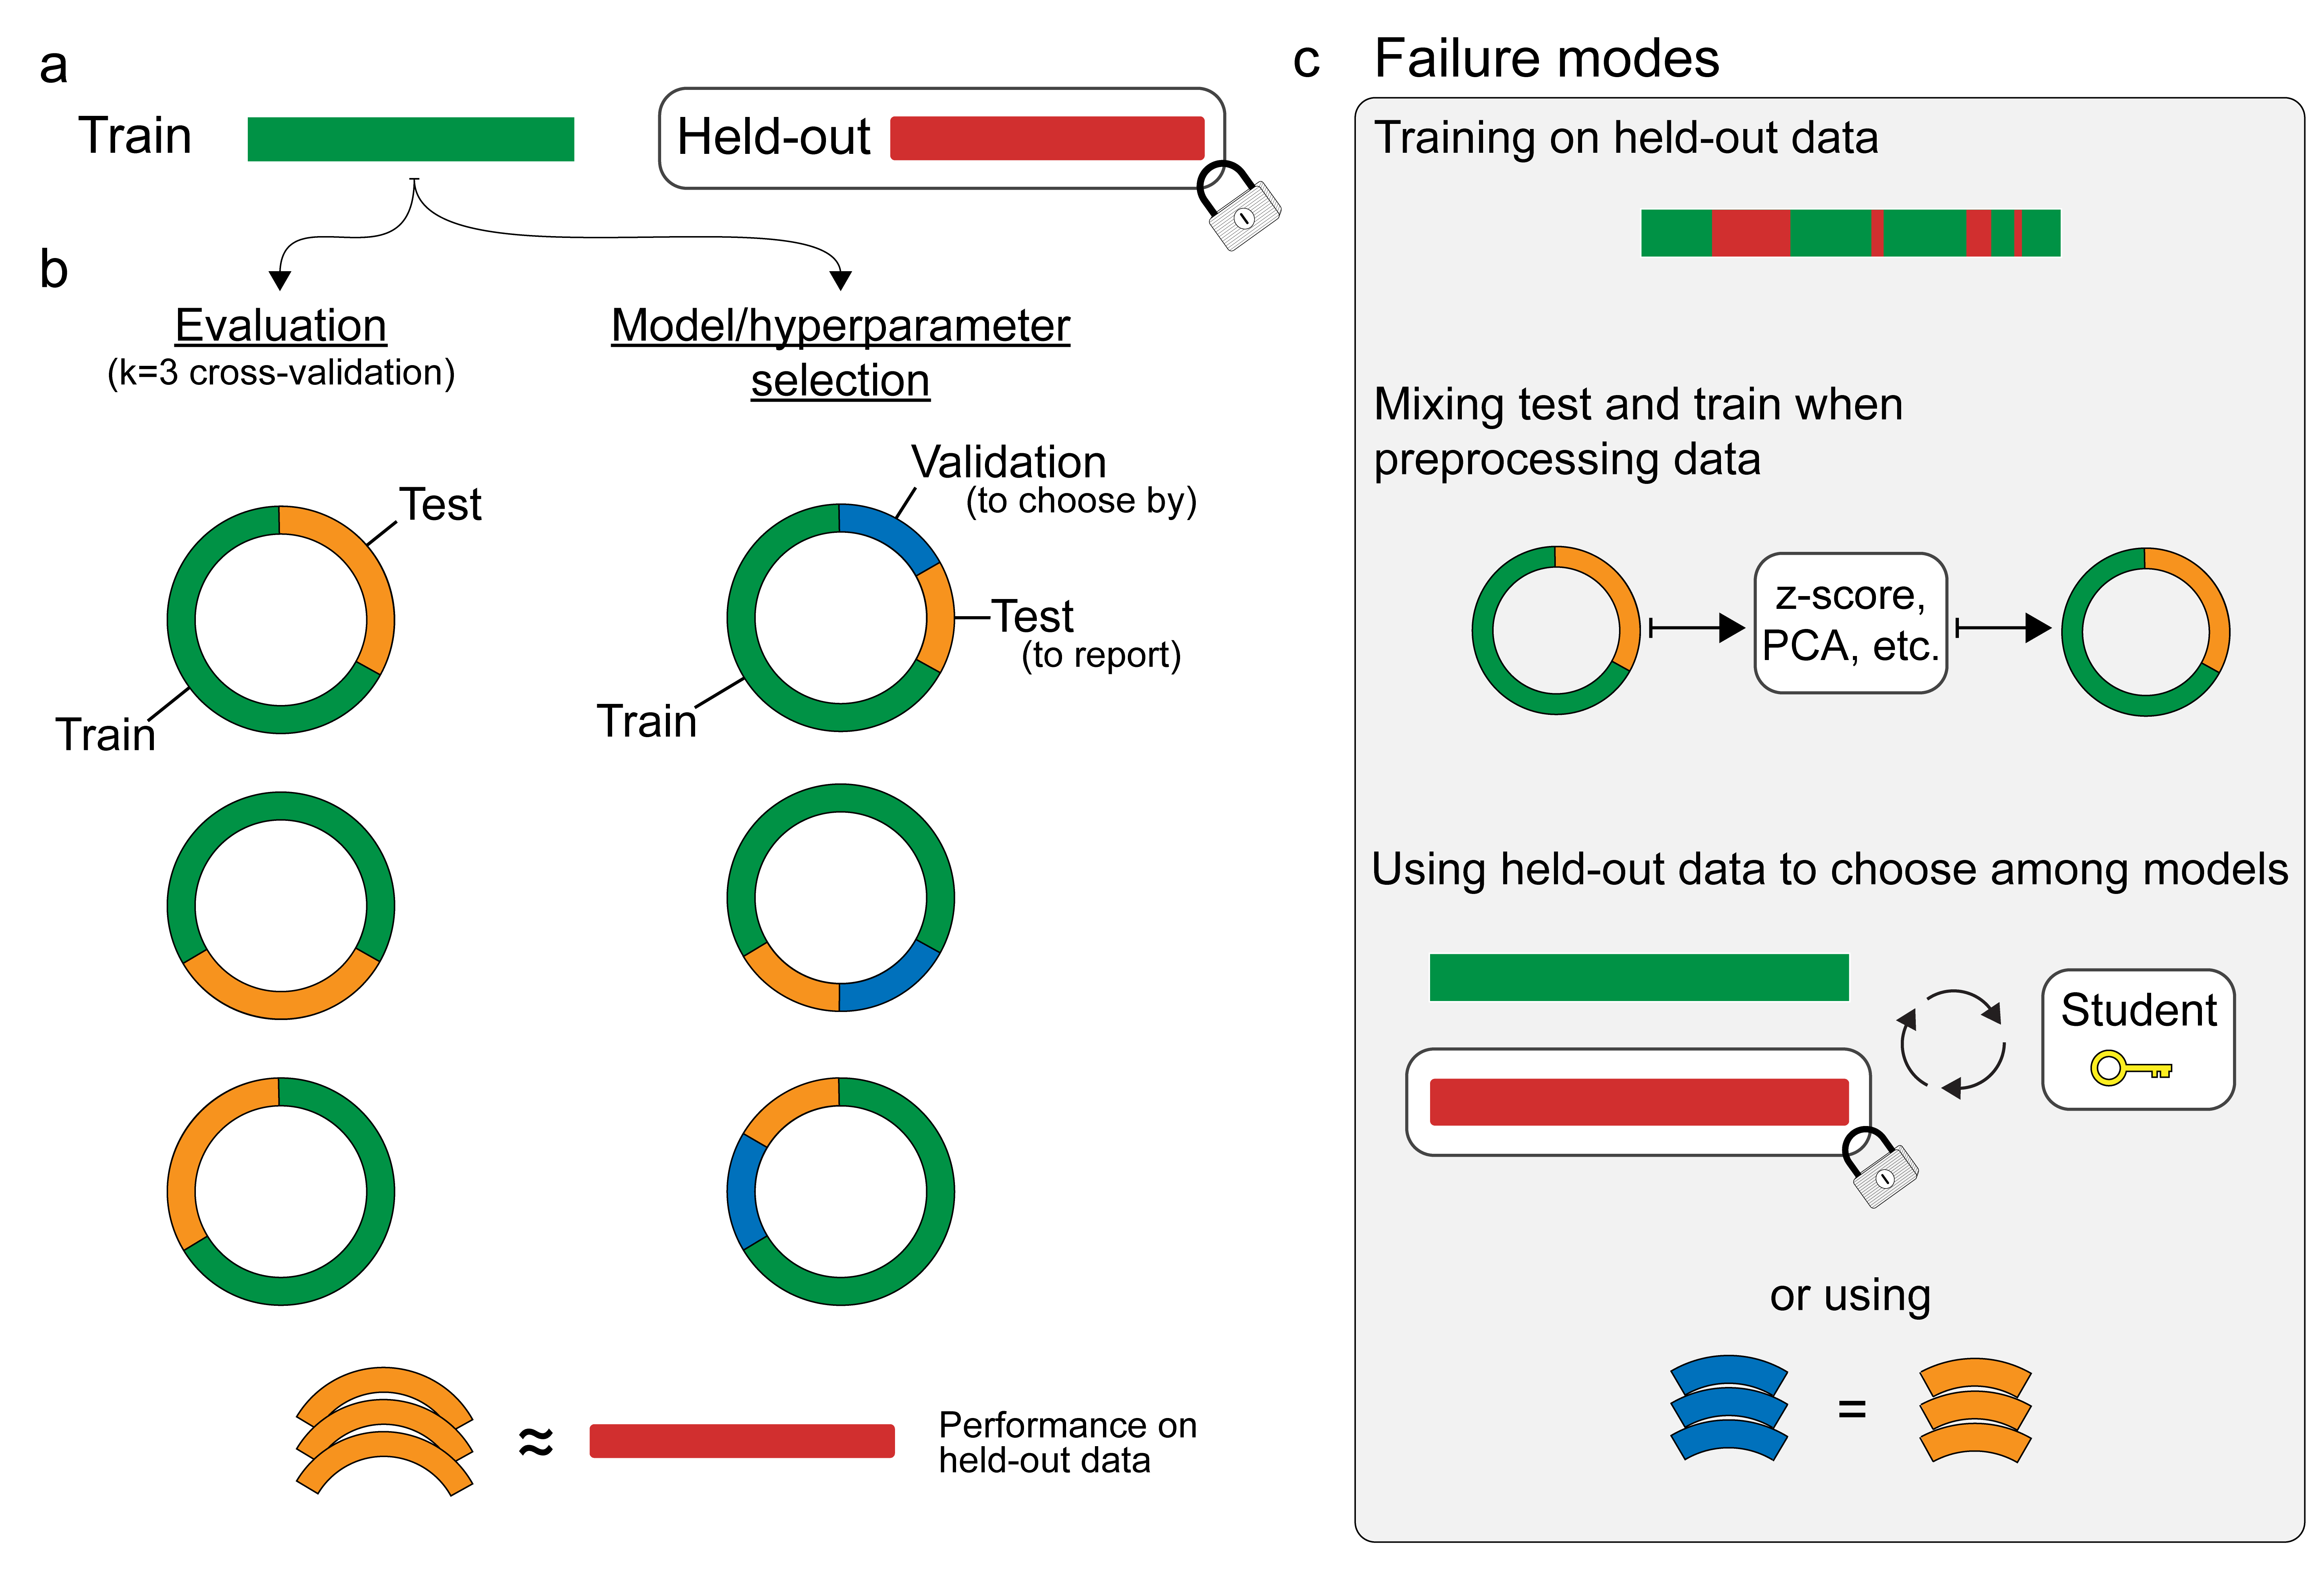 a
Train
Held-out
b
Evaluation
(k=3 cross-validation)
Model/hyperparameter
selection
Test
Train
Validation
(to choose by)
Test
(to report)
Train
≈
Performance on
held-out data
c
Failure modes
Training on held-out data
Mixing test and train when
preprocessing data
z-score,
PCA, etc.
Using held-out data to choose among models
Student
or using
=